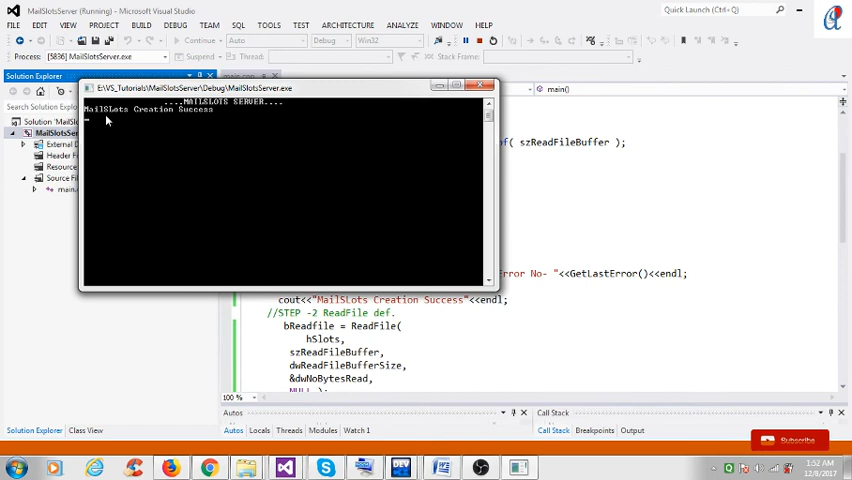 MailSlotsServer (Running) - Microsoft Visual Studio
Quick Launch (Ctrl+Q)
FILE EDIT VIEW PROJECT BUILD DEBUG TEAM SQL TOOLS TEST ARCHITECTURE ANALYZE WINDOW HELP
Continue Auto Debug Win32
Process: [5836] MailSlotsServer.exe Suspend Thread:
Solution Explorer
main.cpp
E:\VS_Tutorials\MailSlotsServer\Debug\MailSlotsServer.exe
main()
....MAILSLOTS SERVER....
MailSLots Creation Success
Search Solution Explorer
Solution 'MailS
MailSlotsSer
External D
Header F
Resource
Source Fil
main.
of( szReadFileBuffer );
Error No- "<<GetLastError()<<endl;
cout<<"MailSLots Creation Success"<<endl;
//STEP -2 ReadFile def.
bReadfile = ReadFile(
hSlots,
szReadFileBuffer,
dwReadFileBufferSize,
&dwNoBytesRead,
NULL );
100 %
Autos
Call Stack
Solution Explorer Class View
Autos Locals Threads Modules Watch 1
Call Stack Breakpoints Output
Subscribe
DEV
1:52 AM
12/8/2017